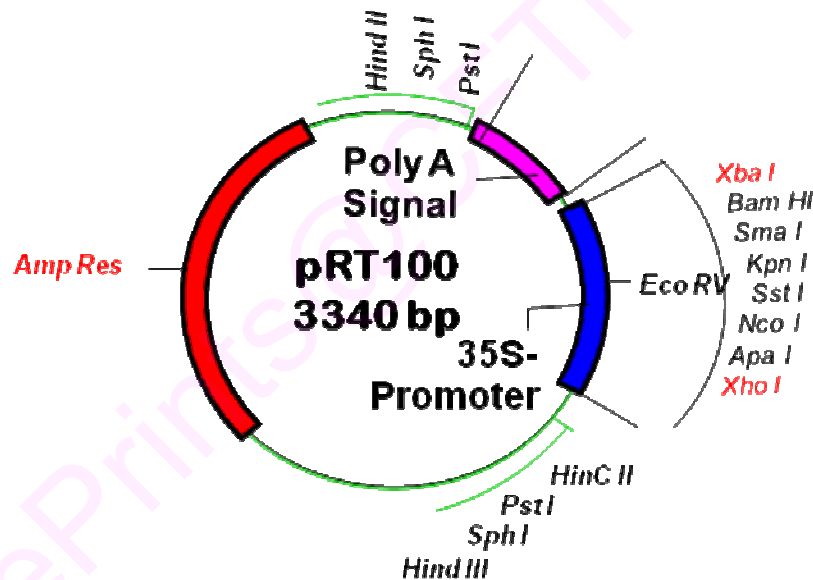 Hind II
Sph I
Pst I
Poly A
Signal
pRT100
3340 bp
35S-
Promoter
Amp Res
Eco RV
Xba I
Bam HI
Sma I
Kpn I
Sst I
Nco I
Apa I
Xho I
HinC II
Pst I
Sph I
Hind III